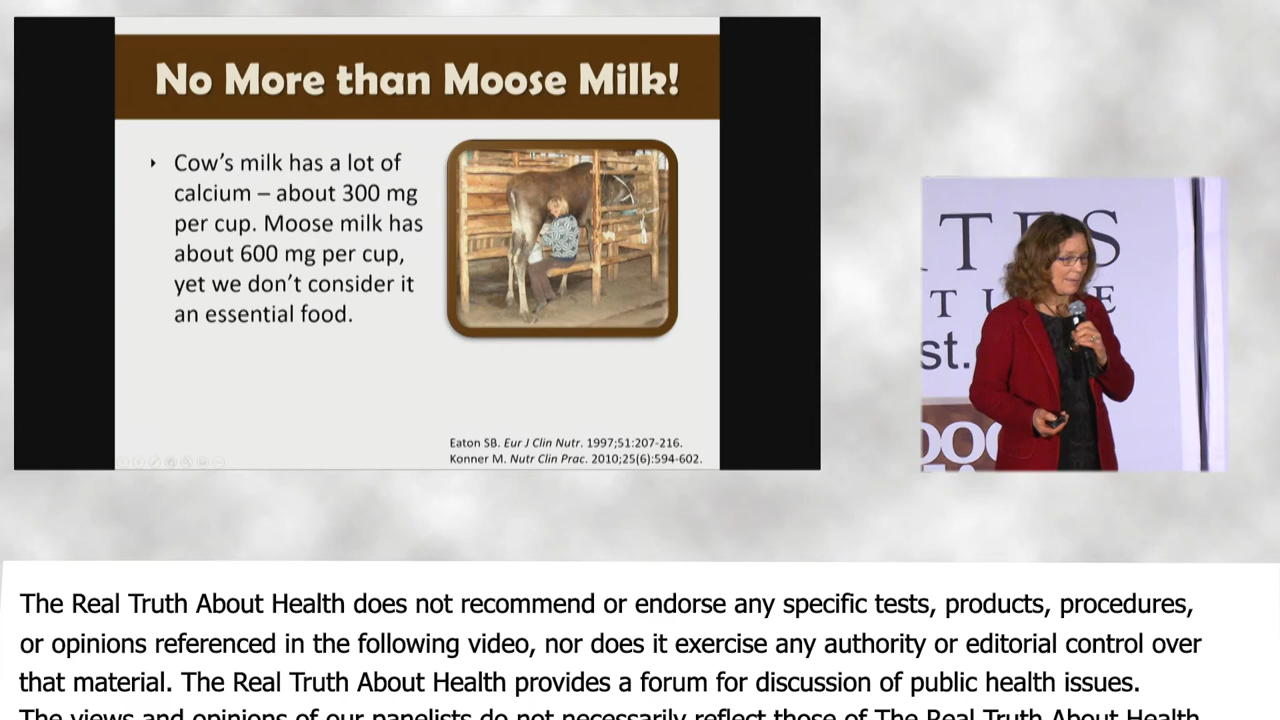 No More than Moose Milk!
‣ Cow’s milk has a lot of
calcium – about 300 mg
per cup. Moose milk has
about 600 mg per cup,
yet we don’t consider it
an essential food.
Eaton SB. Eur J Clin Nutr. 1997;51:207-216.
Konner M. Nutr Clin Prac. 2010;25(6):594-602.
TES
T U E
st.
The Real Truth About Health does not recommend or endorse any specific tests, products, procedures,
or opinions referenced in the following video, nor does it exercise any authority or editorial control over
that material. The Real Truth About Health provides a forum for discussion of public health issues.
The views and opinions of our panelists do not necessarily reflect those of The Real Truth About Health